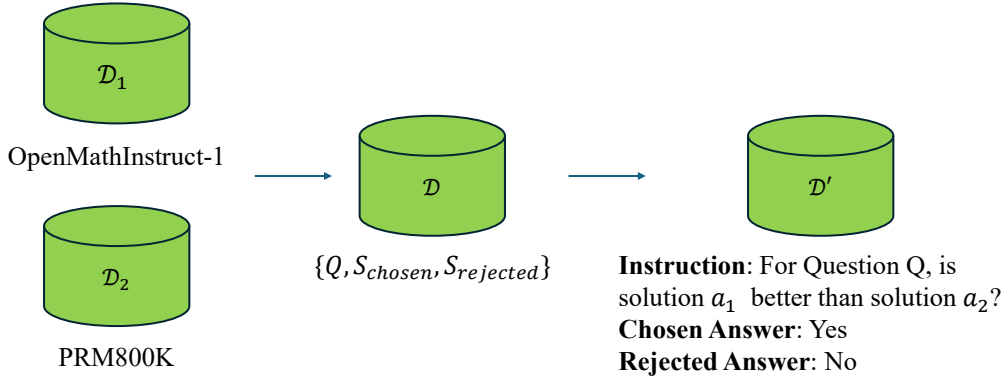 𝒟₁
OpenMathInstruct-1
𝒟₂
PRM800K
𝒟
{Q, S_chosen, S_rejected}
𝒟′
Instruction: For Question Q, is
solution a₁ better than solution a₂?
Chosen Answer: Yes
Rejected Answer: No